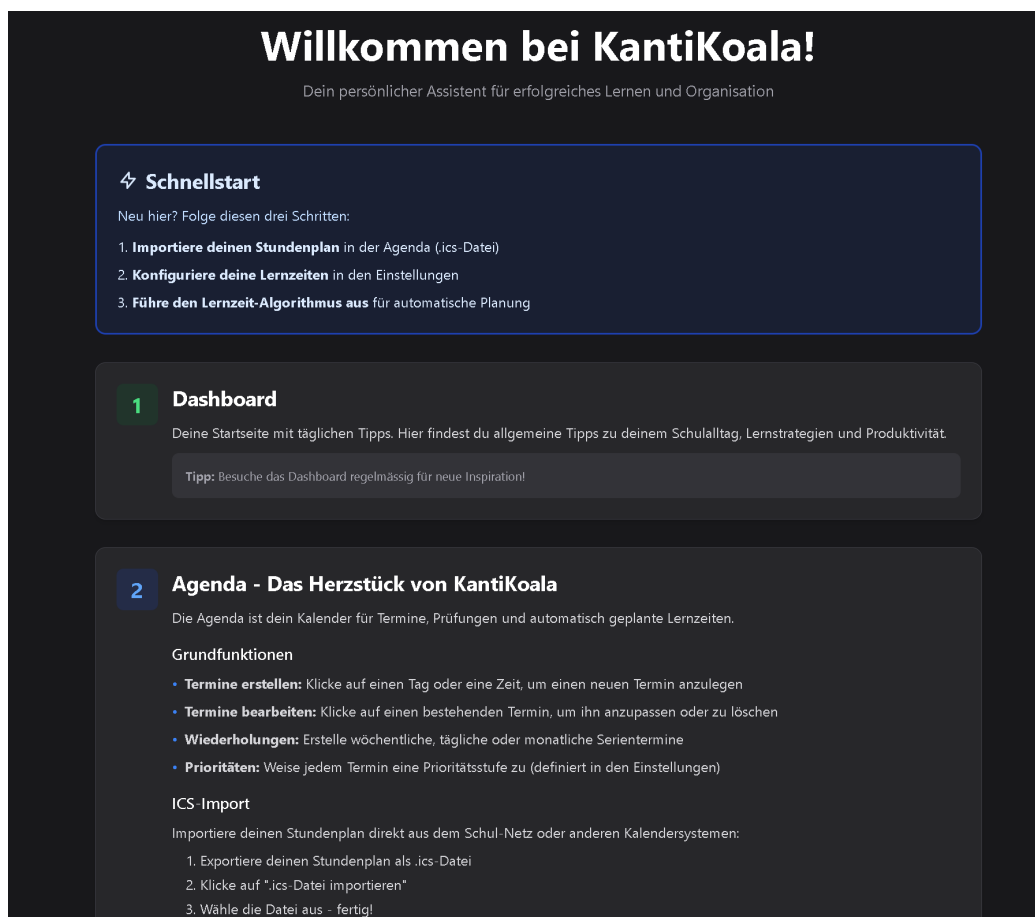 Willkommen bei KantiKoala!
Dein persönlicher Assistent für erfolgreiches Lernen und Organisation
Schnellstart
Neu hier? Folge diesen drei Schritten:
1. Importiere deinen Stundenplan in der Agenda (.ics-Datei)
2. Konfiguriere deine Lernzeiten in den Einstellungen
3. Führe den Lernzeit-Algorithmus aus für automatische Planung
1
Dashboard
Deine Startseite mit täglichen Tipps. Hier findest du allgemeine Tipps zu deinem Schulalltag, Lernstrategien und Produktivität.
Tipp: Besuche das Dashboard regelmässig für neue Inspiration!
2
Agenda - Das Herzstück von KantiKoala
Die Agenda ist dein Kalender für Termine, Prüfungen und automatisch geplante Lernzeiten.
Grundfunktionen
• Termine erstellen: Klicke auf einen Tag oder eine Zeit, um einen neuen Termin anzulegen
• Termine bearbeiten: Klicke auf einen bestehenden Termin, um ihn anzupassen oder zu löschen
• Wiederholungen: Erstelle wöchentliche, tägliche oder monatliche Serientermine
• Prioritäten: Weise jedem Termin eine Prioritätsstufe zu (definiert in den Einstellungen)
ICS-Import
Importiere deinen Stundenplan direkt aus dem Schul-Netz oder anderen Kalendersystemen:
1. Exportiere deinen Stundenplan als .ics-Datei
2. Klicke auf ".ics-Datei importieren"
3. Wähle die Datei aus - fertig!